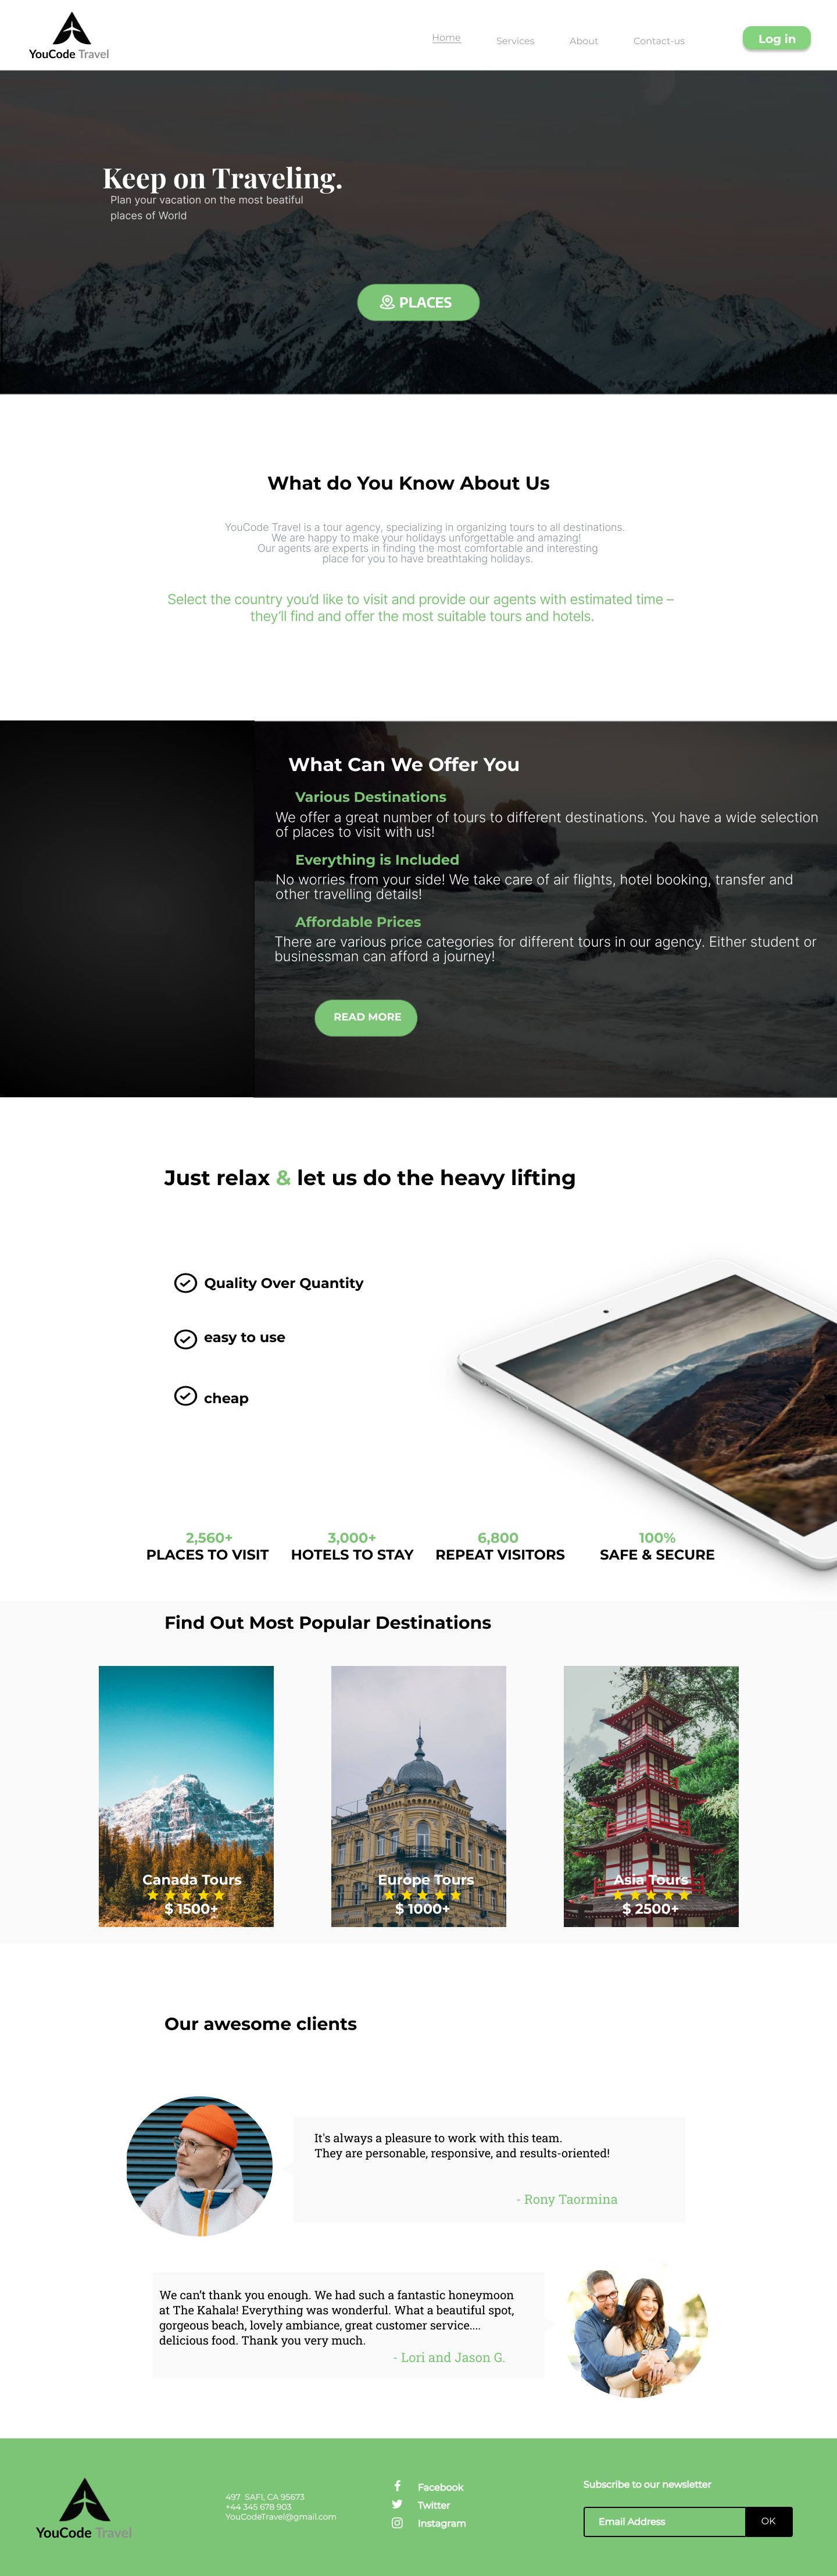 YouCode Travel
Home
Services
About
Contact-us
Log in
Keep on Traveling.
Plan your vacation on the most beatiful
places of World
PLACES
What do You Know About Us
YouCode Travel is a tour agency, specializing in organizing tours to all destinations.
We are happy to make your holidays unforgettable and amazing!
Our agents are experts in finding the most comfortable and interesting
place for you to have breathtaking holidays.
Select the country you’d like to visit and provide our agents with estimated time –
they’ll find and offer the most suitable tours and hotels.
What Can We Offer You
Various Destinations
We offer a great number of tours to different destinations. You have a wide selection
of places to visit with us!
Everything is Included
No worries from your side! We take care of air flights, hotel booking, transfer and
other travelling details!
Affordable Prices
There are various price categories for different tours in our agency. Either student or
businessman can afford a journey!
READ MORE
Just relax & let us do the heavy lifting
Quality Over Quantity
easy to use
cheap
2,560+
PLACES TO VISIT
3,000+
HOTELS TO STAY
6,800
REPEAT VISITORS
100%
SAFE & SECURE
Find Out Most Popular Destinations
Canada Tours
$ 1500+
Europe Tours
$ 1000+
Asia Tours
$ 2500+
Our awesome clients
It's always a pleasure to work with this team.
They are personable, responsive, and results-oriented!
- Rony Taormina
We can’t thank you enough. We had such a fantastic honeymoon
at The Kahala! Everything was wonderful. What a beautiful spot,
gorgeous beach, lovely ambiance, great customer service....
delicious food. Thank you very much.
- Lori and Jason G.
YouCode Travel
497 SAFI, CA 95673
+44 345 678 903
YouCodeTravel@gmail.com
Facebook
Twitter
Instagram
Subscribe to our newsletter
Email Address
OK